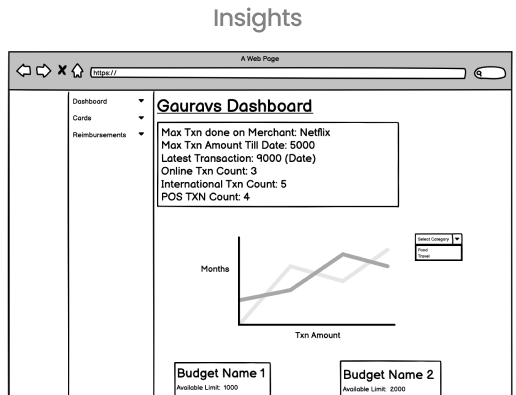 Insights
A Web Page
https://
Dashboard
Cards
Reimbursements
Gauravs Dashboard
Max Txn done on Merchant: Netflix
Max Txn Amount Till Date: 5000
Latest Transaction: 9000 (Date)
Online Txn Count: 3
International Txn Count: 5
POS TXN Count: 4
Select Category
Food
Travel
Months
Txn Amount
Budget Name 1
Available Limit: 1000
Budget Name 2
Available Limit: 2000